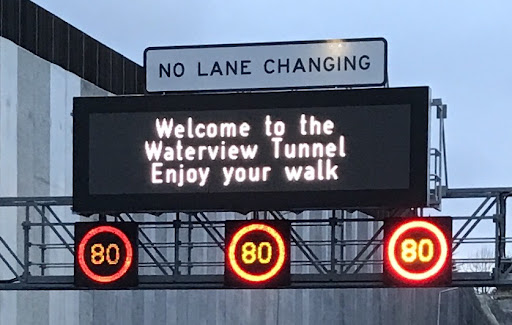 NO LANE CHANGING
Welcome to the
Waterview Tunnel
Enjoy your walk
80 80 80